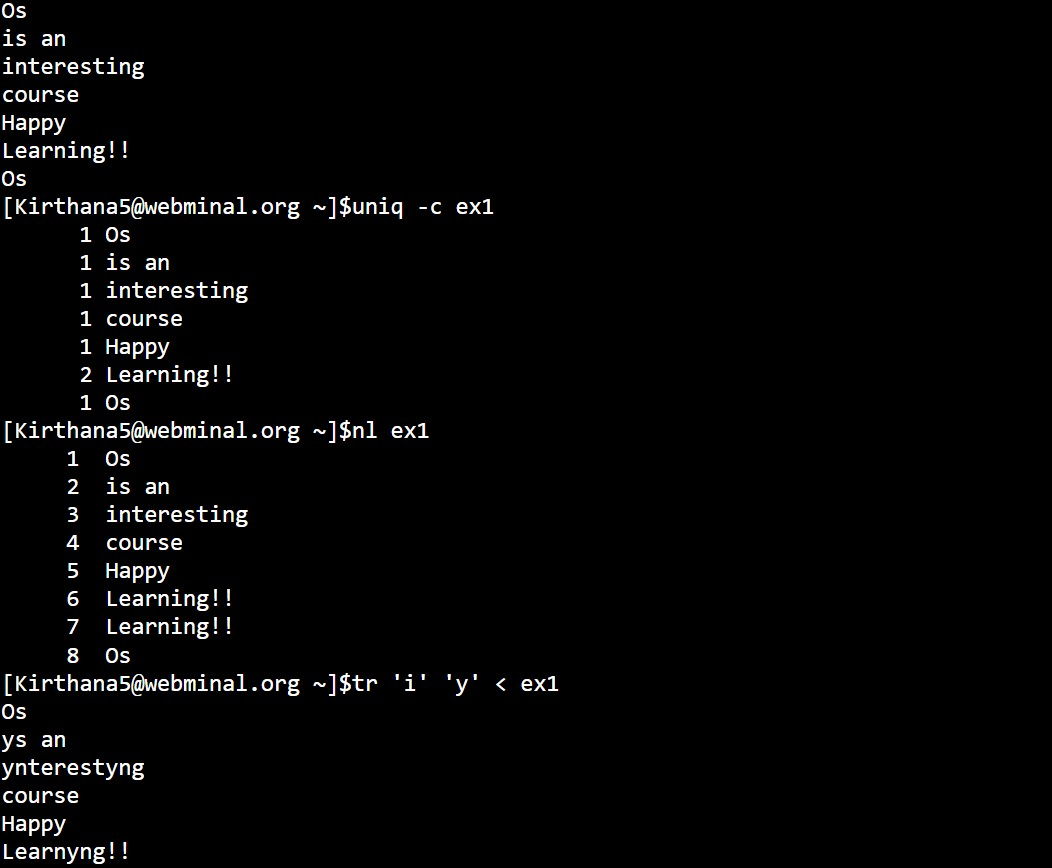 Os
is an
interesting
course
Happy
Learning!!
Os
[Kirthana5@webminal.org ~]$uniq -c ex1
      1 Os
      1 is an
      1 interesting
      1 course
      1 Happy
      2 Learning!!
      1 Os
[Kirthana5@webminal.org ~]$nl ex1
     1  Os
     2  is an
     3  interesting
     4  course
     5  Happy
     6  Learning!!
     7  Learning!!
     8  Os
[Kirthana5@webminal.org ~]$tr 'i' 'y' < ex1
Os
ys an
ynterestyng
course
Happy
Learnyng!!